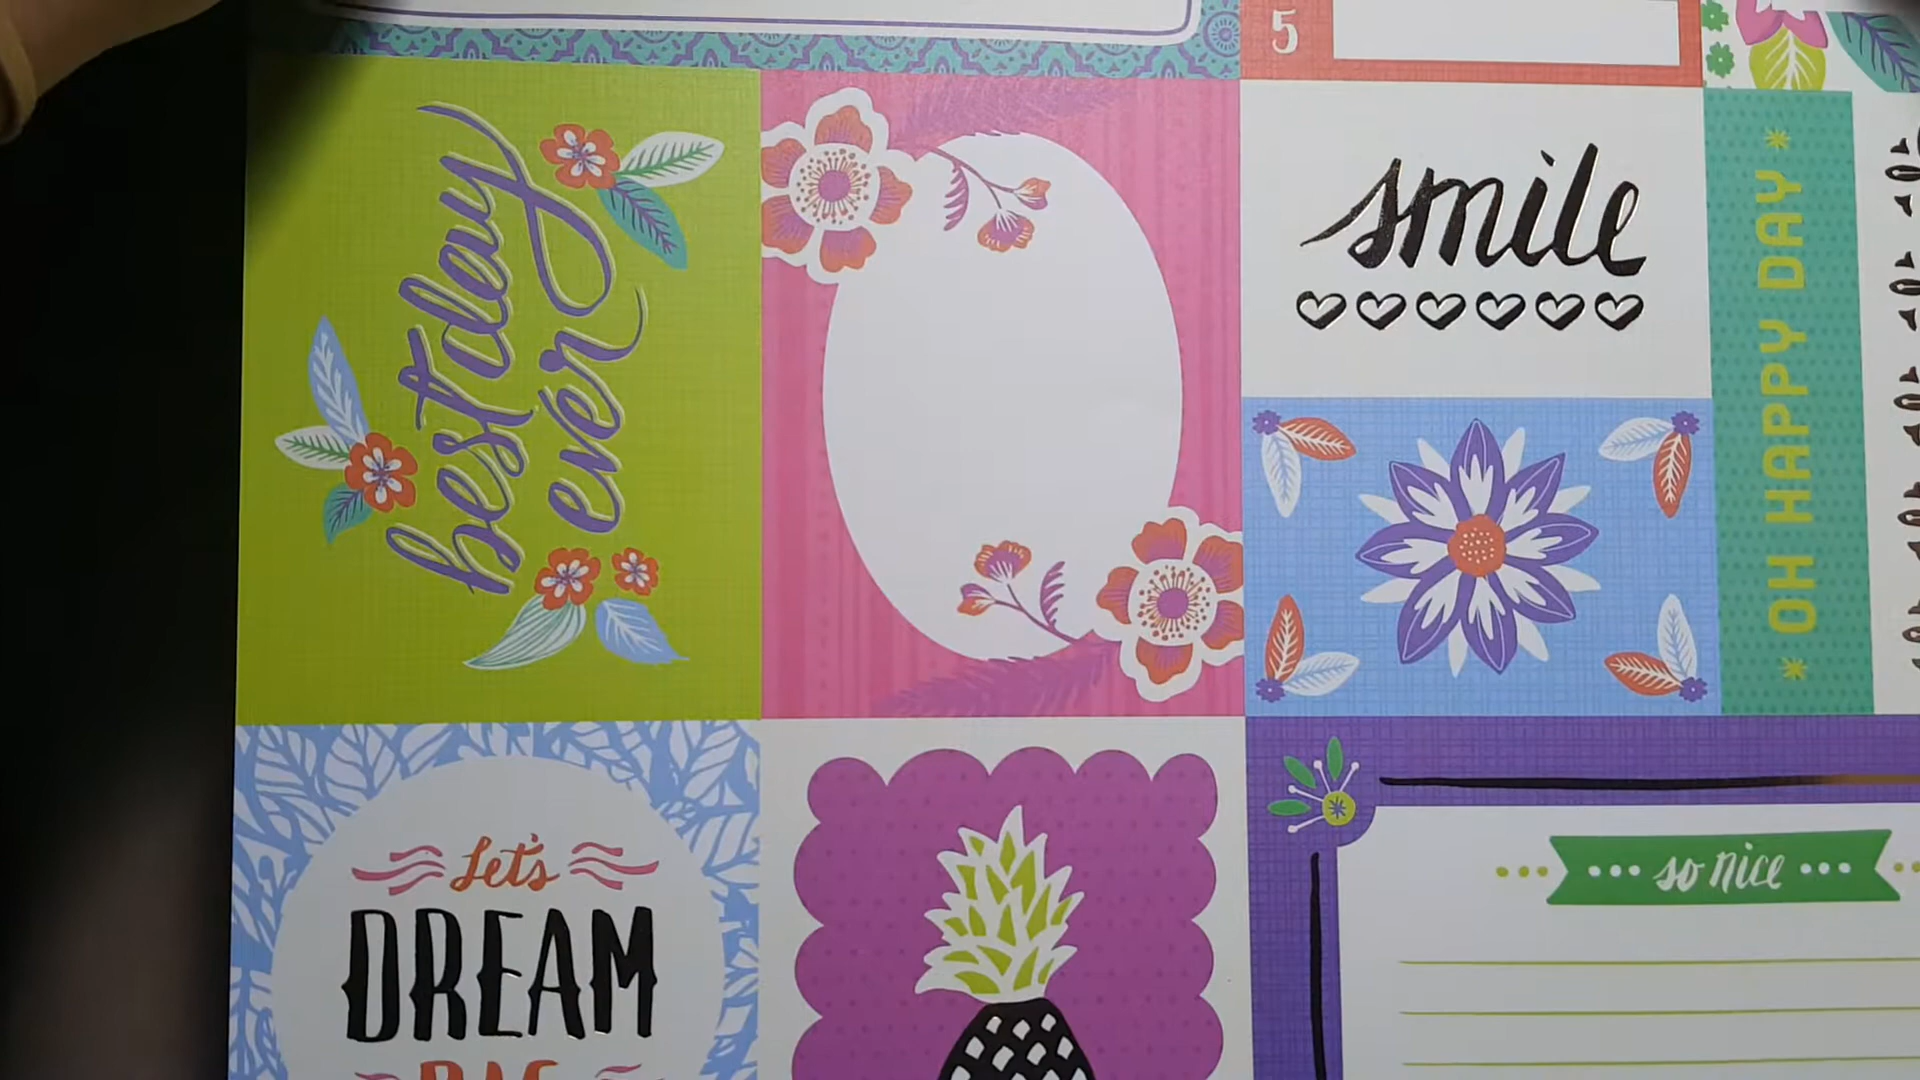 5
best day
ever
smile
OH HAPPY DAY
Let's
DREAM
so nice